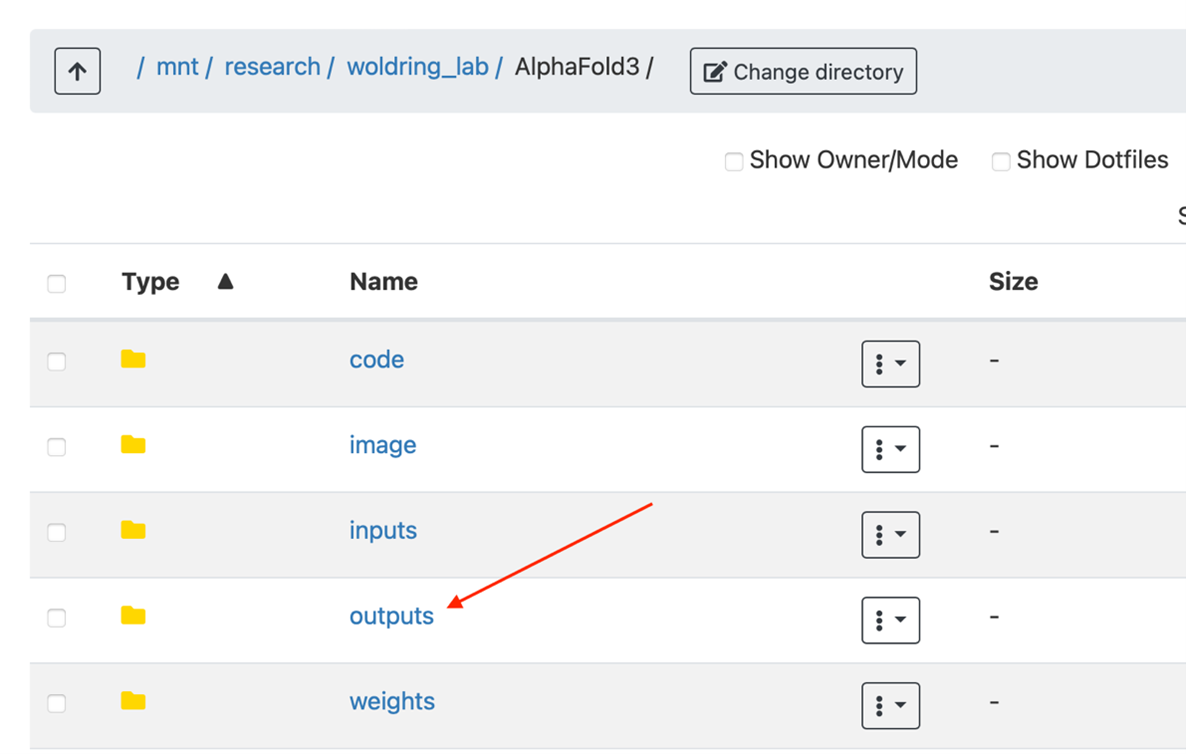 / mnt / research / woldring_lab / AlphaFold3 / Change directory
Show Owner/Mode Show Dotfiles
Type ▲ Name Size
code -
image -
inputs -
outputs -
weights -